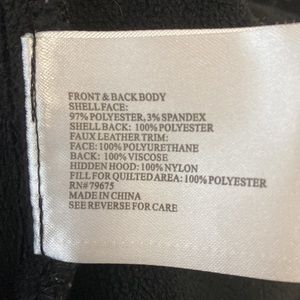 FRONT & BACK BODY
SHELL FACE:
97% POLYESTER, 3% SPANDEX
SHELL BACK: 100% POLYESTER
FAUX LEATHER TRIM:
FACE: 100% POLYURETHANE
BACK: 100% VISCOSE
HIDDEN HOOD: 100% NYLON
FILL FOR QUILTED AREA: 100% POLYESTER
RN# 79675
MADE IN CHINA
SEE REVERSE FOR CARE